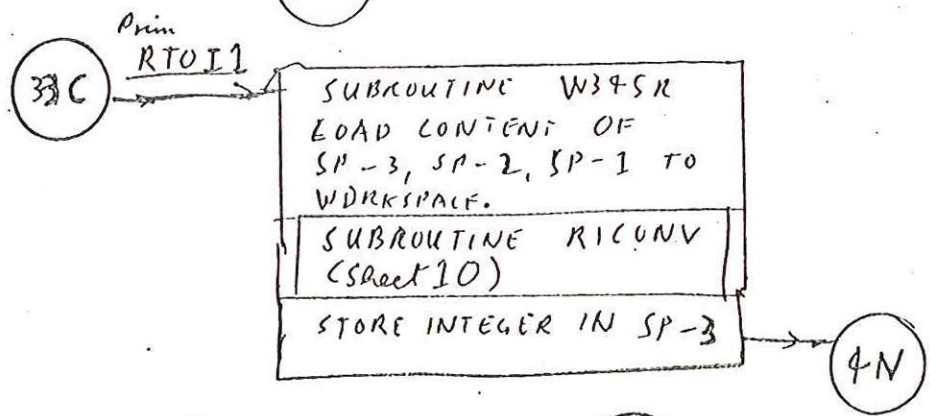 Prim
RTOI1
33C
SUBROUTINE W34SR
LOAD CONTENT OF
SP-3, SP-2, SP-1 TO
WORKSPACE.
SUBROUTINE RICONV
(Sheet 10)
STORE INTEGER IN SP-3
4N